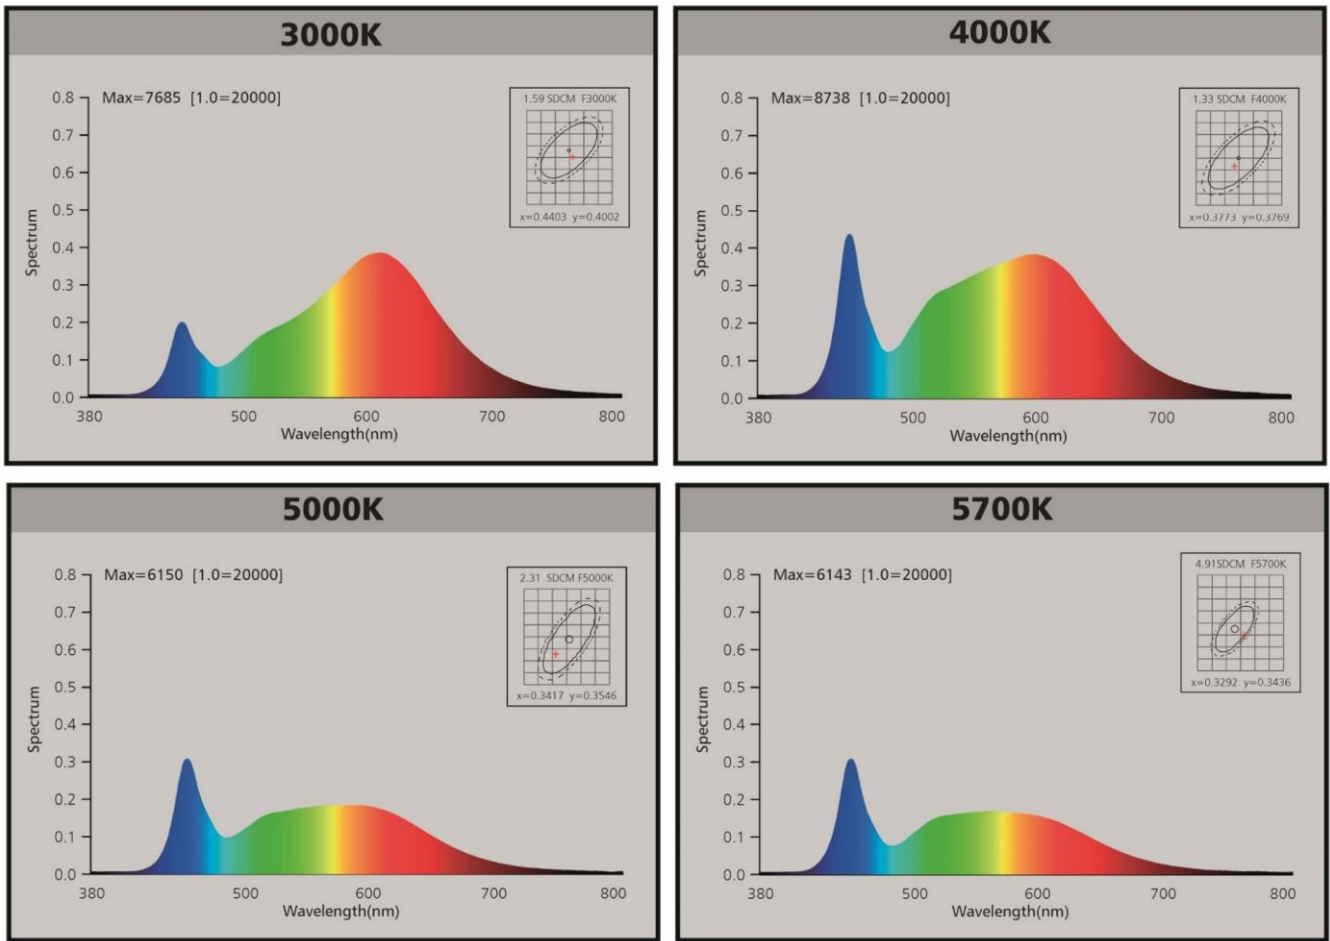 3000K
Max=7685 [1.0=20000]
1.59 SDCM F3000K
x=0.4403 y=0.4002
Spectrum
0.8
0.7
0.6
0.5
0.4
0.3
0.2
0.1
0.0
380 500 600 700 800
Wavelength(nm)
4000K
Max=8738 [1.0=20000]
1.33 SDCM F4000K
x=0.3773 y=0.3769
Spectrum
0.8
0.7
0.6
0.5
0.4
0.3
0.2
0.1
0.0
380 500 600 700 800
Wavelength(nm)
5000K
Max=6150 [1.0=20000]
2.31 SDCM F5000K
x=0.3417 y=0.3546
Spectrum
0.8
0.7
0.6
0.5
0.4
0.3
0.2
0.1
0.0
380 500 600 700 800
Wavelength(nm)
5700K
Max=6143 [1.0=20000]
4.91SDCM F5700K
x=0.3292 y=0.3436
Spectrum
0.8
0.7
0.6
0.5
0.4
0.3
0.2
0.1
0.0
380 500 600 700 800
Wavelength(nm)